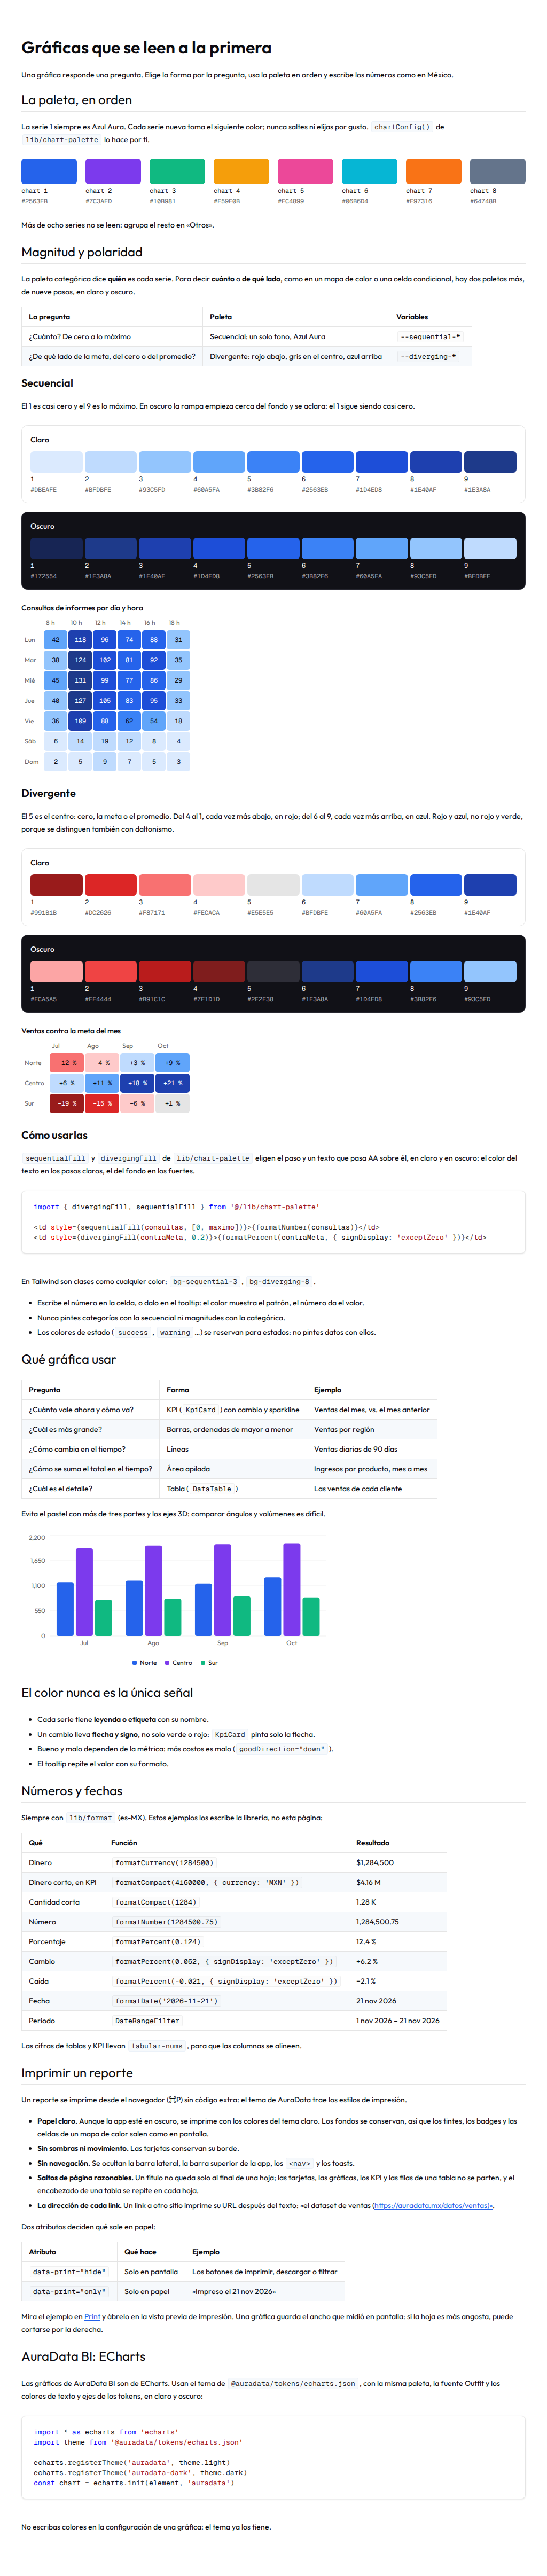 Gráficas que se leen a la primera
Una gráfica responde una pregunta. Elige la forma por la pregunta, usa la paleta en orden y escribe los números como en México.
La paleta, en orden
La serie 1 siempre es Azul Aura. Cada serie nueva toma el siguiente color; nunca saltes ni elijas por gusto. chartConfig() de
lib/chart-palette lo hace por ti.
chart-1 chart-2 chart-3 chart-4 chart-5 chart-6 chart-7 chart-8
#2563EB #7C3AED #10B981 #F59E0B #EC4899 #06B6D4 #F97316 #64748B
Más de ocho series no se leen: agrupa el resto en «Otros».
Magnitud y polaridad
La paleta categórica dice quién es cada serie. Para decir cuánto o de qué lado, como en un mapa de calor o una celda condicional, hay dos paletas más,
de nueve pasos, en claro y oscuro.
La pregunta Paleta Variables
¿Cuánto? De cero a lo máximo Secuencial: un solo tono, Azul Aura --sequential-*
¿De qué lado de la meta, del cero o del promedio? Divergente: rojo abajo, gris en el centro, azul arriba --diverging-*
Secuencial
El 1 es casi cero y el 9 es lo máximo. En oscuro la rampa empieza cerca del fondo y se aclara: el 1 sigue siendo casi cero.
Claro
1 2 3 4 5 6 7 8 9
#DBEAFE #BFDBFE #93C5FD #60A5FA #3B82F6 #2563EB #1D4ED8 #1E40AF #1E3A8A
Oscuro
1 2 3 4 5 6 7 8 9
#172554 #1E3A8A #1E40AF #1D4ED8 #2563EB #3B82F6 #60A5FA #93C5FD #BFDBFE
Consultas de informes por día y hora
8 h 10 h 12 h 14 h 16 h 18 h
Lun 42 118 96 74 88 31
Mar 38 124 102 81 92 35
Mié 45 131 99 77 86 29
Jue 40 127 105 83 95 33
Vie 36 109 88 62 54 18
Sáb 6 14 19 12 8 4
Dom 2 5 9 7 5 3
Divergente
El 5 es el centro: cero, la meta o el promedio. Del 4 al 1, cada vez más abajo, en rojo; del 6 al 9, cada vez más arriba, en azul. Rojo y azul, no rojo y verde,
porque se distinguen también con daltonismo.
Claro
1 2 3 4 5 6 7 8 9
#991B1B #DC2626 #F87171 #FECACA #E5E5E5 #BFDBFE #60A5FA #2563EB #1E40AF
Oscuro
1 2 3 4 5 6 7 8 9
#FCA5A5 #EF4444 #B91C1C #7F1D1D #2E2E38 #1E3A8A #1D4ED8 #3B82F6 #93C5FD
Ventas contra la meta del mes
Jul Ago Sep Oct
Norte −12 % −4 % +3 % +9 %
Centro +6 % +11 % +18 % +21 %
Sur −19 % −15 % −6 % +1 %
Cómo usarlas
sequentialFill y divergingFill de lib/chart-palette eligen el paso y un texto que pasa AA sobre él, en claro y en oscuro: el color del
texto en los pasos claros, el del fondo en los fuertes.
import { divergingFill, sequentialFill } from '@/lib/chart-palette'
<td style={sequentialFill(consultas, [0, maximo])}>{formatNumber(consultas)}</td>
<td style={divergingFill(contraMeta, 0.2)}>{formatPercent(contraMeta, { signDisplay: 'exceptZero' })}</td>
En Tailwind son clases como cualquier color: bg-sequential-3 , bg-diverging-8 .
• Escribe el número en la celda, o dalo en el tooltip: el color muestra el patrón, el número da el valor.
• Nunca pintes categorías con la secuencial ni magnitudes con la categórica.
• Los colores de estado ( success , warning …) se reservan para estados: no pintes datos con ellos.
Qué gráfica usar
Pregunta Forma Ejemplo
¿Cuánto vale ahora y cómo va? KPI ( KpiCard ) con cambio y sparkline Ventas del mes, vs. el mes anterior
¿Cuál es más grande? Barras, ordenadas de mayor a menor Ventas por región
¿Cómo cambia en el tiempo? Líneas Ventas diarias de 90 días
¿Cómo se suma el total en el tiempo? Área apilada Ingresos por producto, mes a mes
¿Cuál es el detalle? Tabla ( DataTable ) Las ventas de cada cliente
Evita el pastel con más de tres partes y los ejes 3D: comparar ángulos y volúmenes es difícil.
2,200
1,650
1,100
550
0
Jul Ago Sep Oct
Norte Centro Sur
El color nunca es la única señal
• Cada serie tiene leyenda o etiqueta con su nombre.
• Un cambio lleva flecha y signo, no solo verde o rojo: KpiCard pinta solo la flecha.
• Bueno y malo dependen de la métrica: más costos es malo ( goodDirection="down" ).
• El tooltip repite el valor con su formato.
Números y fechas
Siempre con lib/format (es-MX). Estos ejemplos los escribe la librería, no esta página:
Qué Función Resultado
Dinero formatCurrency(1284500) $1,284,500
Dinero corto, en KPI formatCompact(4160000, { currency: 'MXN' }) $4.16 M
Cantidad corta formatCompact(1284) 1.28 K
Número formatNumber(1284500.75) 1,284,500.75
Porcentaje formatPercent(0.124) 12.4 %
Cambio formatPercent(0.062, { signDisplay: 'exceptZero' }) +6.2 %
Caída formatPercent(-0.021, { signDisplay: 'exceptZero' }) −2.1 %
Fecha formatDate('2026-11-21') 21 nov 2026
Periodo DateRangeFilter 1 nov 2026 – 21 nov 2026
Las cifras de tablas y KPI llevan tabular-nums , para que las columnas se alineen.
Imprimir un reporte
Un reporte se imprime desde el navegador (⌘P) sin código extra: el tema de AuraData trae los estilos de impresión.
• Papel claro. Aunque la app esté en oscuro, se imprime con los colores del tema claro. Los fondos se conservan, así que los tintes, los badges y las
celdas de un mapa de calor salen como en pantalla.
• Sin sombras ni movimiento. Las tarjetas conservan su borde.
• Sin navegación. Se ocultan la barra lateral, la barra superior de la app, los <nav> y los toasts.
• Saltos de página razonables. Un título no queda solo al final de una hoja; las tarjetas, las gráficas, los KPI y las filas de una tabla no se parten, y el
encabezado de una tabla se repite en cada hoja.
• La dirección de cada link. Un link a otro sitio imprime su URL después del texto: «el dataset de ventas (https://auradata.mx/datos/ventas)».
Dos atributos deciden qué sale en papel:
Atributo Qué hace Ejemplo
data-print="hide" Solo en pantalla Los botones de imprimir, descargar o filtrar
data-print="only" Solo en papel «Impreso el 21 nov 2026»
Mira el ejemplo en Print y ábrelo en la vista previa de impresión. Una gráfica guarda el ancho que midió en pantalla: si la hoja es más angosta, puede
cortarse por la derecha.
AuraData BI: ECharts
Las gráficas de AuraData BI son de ECharts. Usan el tema de @auradata/tokens/echarts.json , con la misma paleta, la fuente Outfit y los
colores de texto y ejes de los tokens, en claro y oscuro:
import * as echarts from 'echarts'
import theme from '@auradata/tokens/echarts.json'
echarts.registerTheme('auradata', theme.light)
echarts.registerTheme('auradata-dark', theme.dark)
const chart = echarts.init(element, 'auradata')
No escribas colores en la configuración de una gráfica: el tema ya los tiene.